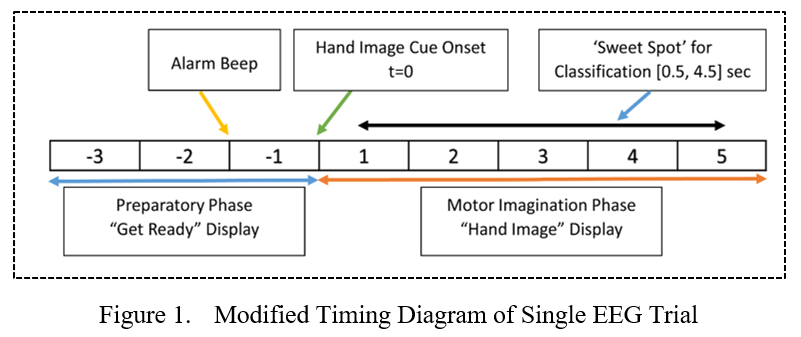 Alarm Beep
Hand Image Cue Onset
t=0
‘Sweet Spot’ for
Classification [0.5, 4.5] sec
-3 -2 -1 1 2 3 4 5
Preparatory Phase
“Get Ready” Display
Motor Imagination Phase
“Hand Image” Display
Figure 1. Modified Timing Diagram of Single EEG Trial